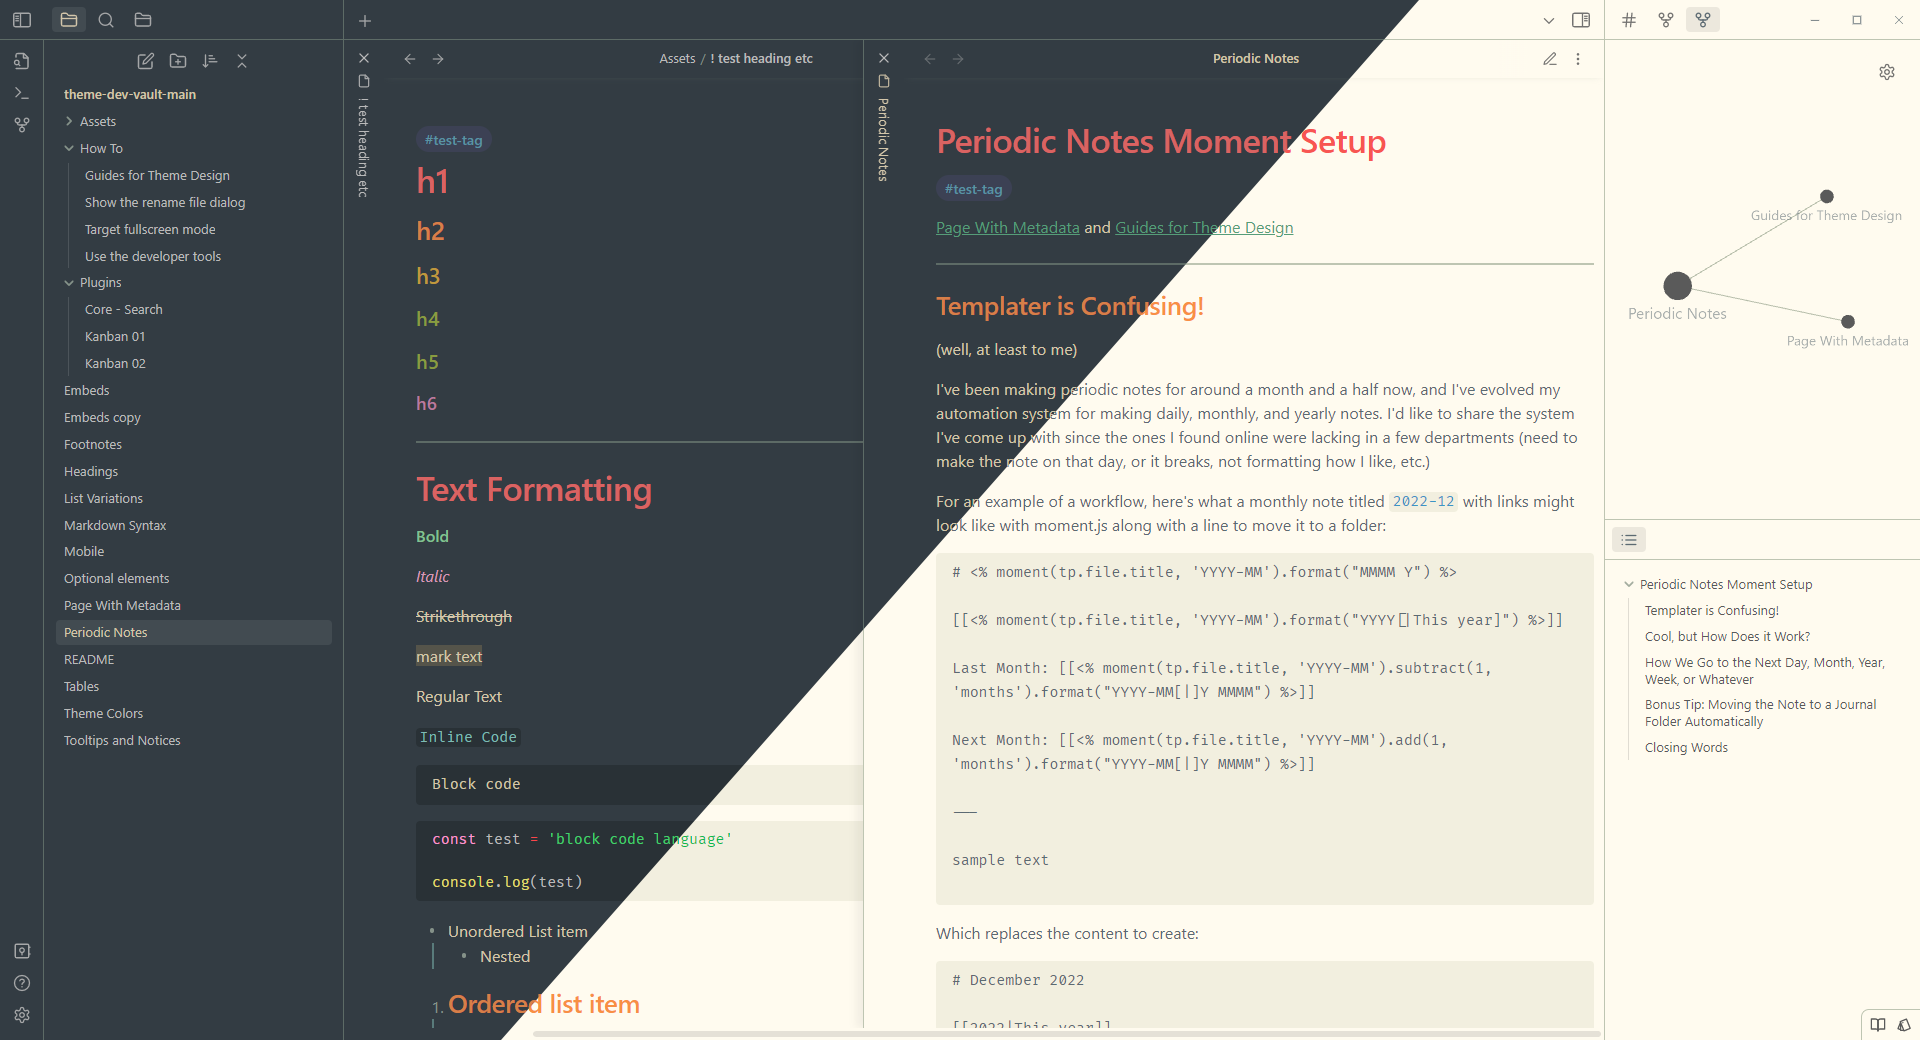 theme-dev-vault-main
Assets
How To
Guides for Theme Design
Show the rename file dialog
Target fullscreen mode
Use the developer tools
Plugins
Core - Search
Kanban 01
Kanban 02
Embeds
Embeds copy
Footnotes
Headings
List Variations
Markdown Syntax
Mobile
Optional elements
Page With Metadata
Periodic Notes
README
Tables
Theme Colors
Tooltips and Notices
! test heading etc
Assets / ! test heading etc
#test-tag
h1
h2
h3
h4
h5
h6
Text Formatting
Bold
Italic
Strikethrough
mark text
Regular Text
Inline Code
Block code
const test = 'block code language'
console.log(test)
• Unordered List item
• Nested
1. Ordered list item
Periodic Notes
Periodic Notes
Periodic Notes Moment Setup
#test-tag
Page With Metadata and Guides for Theme Design
Templater is Confusing!
(well, at least to me)
I've been making periodic notes for around a month and a half now, and I've evolved my
automation system for making daily, monthly, and yearly notes. I'd like to share the system
I've come up with since the ones I found online were lacking in a few departments (need to
make the note on that day, or it breaks, not formatting how I like, etc.)
For an example of a workflow, here's what a monthly note titled 2022-12 with links might
look like with moment.js along with a line to move it to a folder:
# <% moment(tp.file.title, 'YYYY-MM').format("MMMM Y") %>
[[<% moment(tp.file.title, 'YYYY-MM').format("YYYY[]|This year]") %>]]
Last Month: [[<% moment(tp.file.title, 'YYYY-MM').subtract(1,
'months').format("YYYY-MM[|]Y MMMM") %>]]
Next Month: [[<% moment(tp.file.title, 'YYYY-MM').add(1,
'months').format("YYYY-MM[|]Y MMMM") %>]]
---
sample text
Which replaces the content to create:
# December 2022
[[2022|This year]]
Guides for Theme Design
Periodic Notes
Page With Metadata
Periodic Notes Moment Setup
Templater is Confusing!
Cool, but How Does it Work?
How We Go to the Next Day, Month, Year,
Week, or Whatever
Bonus Tip: Moving the Note to a Journal
Folder Automatically
Closing Words